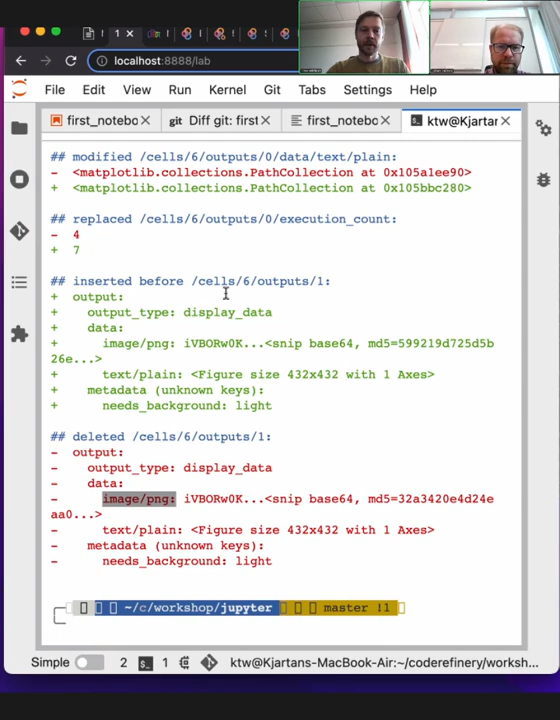 1
localhost:8888/lab
File Edit View Run Kernel Git Tabs Settings Help
first_notebo git Diff git: first first_notebo ktw@Kjartan
## modified /cells/6/outputs/0/data/text/plain:
- <matplotlib.collections.PathCollection at 0x105a1ee90>
+ <matplotlib.collections.PathCollection at 0x105bbc280>
## replaced /cells/6/outputs/0/execution_count:
- 4
+ 7
## inserted before /cells/6/outputs/1:
+ output:
+ output_type: display_data
+ data:
+ image/png: iVBORw0K...<snip base64, md5=599219d725d5b
26e...>
+ text/plain: <Figure size 432x432 with 1 Axes>
+ metadata (unknown keys):
+ needs_background: light
## deleted /cells/6/outputs/1:
- output:
- output_type: display_data
- data:
- image/png: iVBORw0K...<snip base64, md5=32a3420e4d24e
aa0...>
- text/plain: <Figure size 432x432 with 1 Axes>
- metadata (unknown keys):
- needs_background: light
~/c/workshop/jupyter master !1
Simple 2 1 ktw@Kjartans-MacBook-Air:~/coderefinery/worksh...